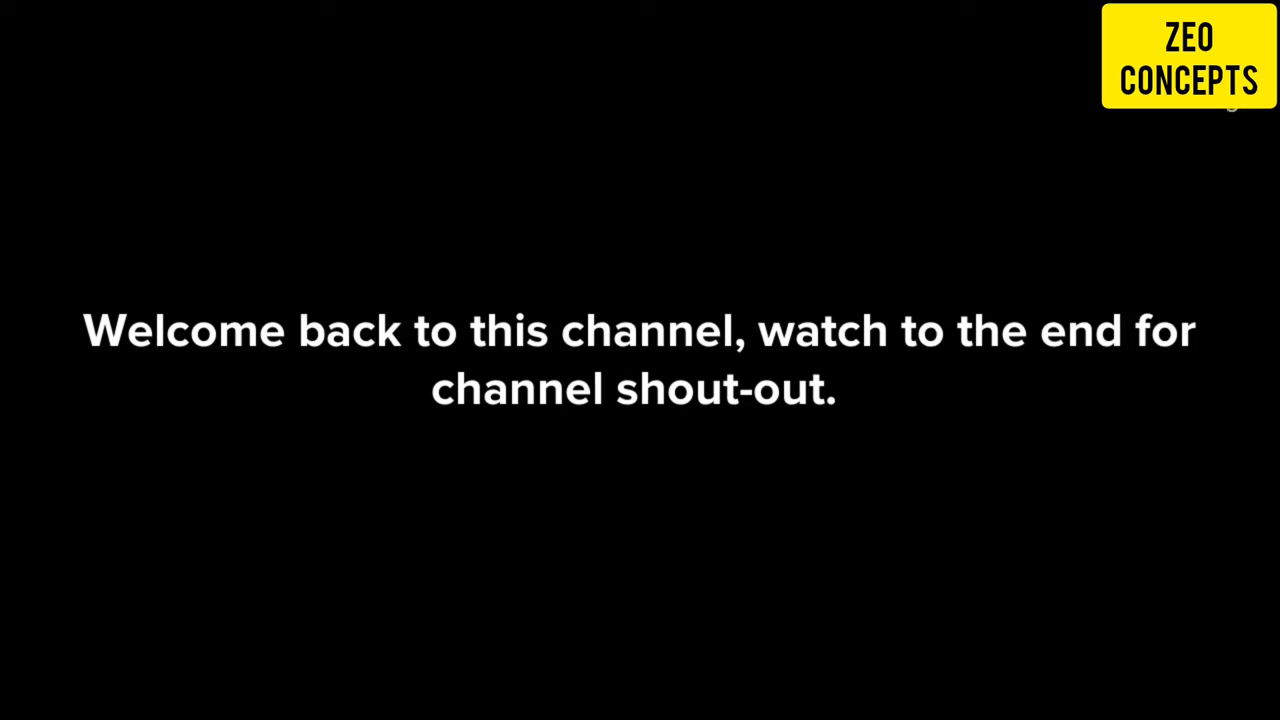 ZEO
CONCEPTS
Welcome back to this channel, watch to the end for
channel shout-out.